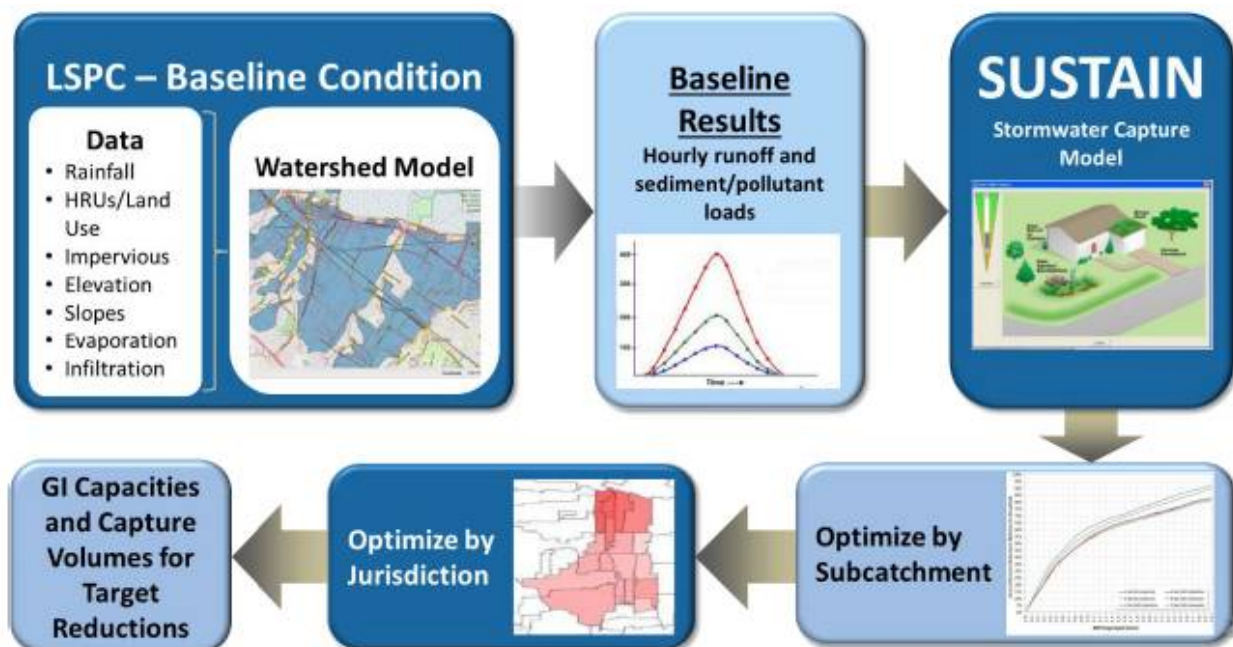 LSPC – Baseline Condition
Data
• Rainfall
• HRUs/Land
Use
• Impervious
• Elevation
• Slopes
• Evaporation
• Infiltration
Watershed Model
Baseline
Results
Hourly runoff and
sediment/pollutant
loads
Time
SUSTAIN
Stormwater Capture
Model
Optimize by
Subcatchment
Optimize by
Jurisdiction
GI Capacities
and Capture
Volumes for
Target
Reductions